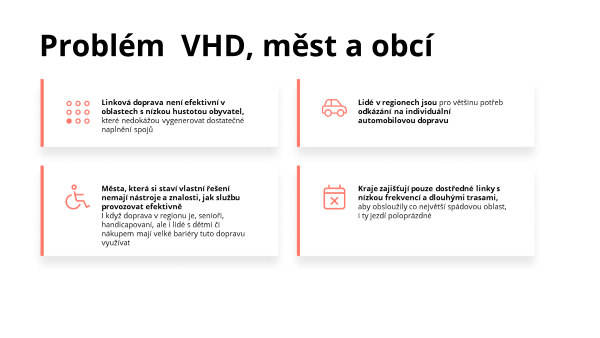 Problém VHD, měst a obcí
Linková doprava není efektivní v
oblastech s nízkou hustotou obyvatel,
které nedokážou vygenerovat dostatečné
naplnění spojů
Lidé v regionech jsou pro většinu potřeb
odkázáni na individuální
automobilovou dopravu
Města, která si staví vlastní řešení
nemají nástroje a znalosti, jak službu
provozovat efektivně
I když doprava v regionu je, senioři,
handicapovaní, ale i lidé s dětmi či
nákupem mají velké bariéry tuto dopravu
využívat
Kraje zajišťují pouze dostředné linky s
nízkou frekvencí a dlouhými trasami,
aby obsloužily co největší spádovou oblast,
i ty jezdí poloprázdné